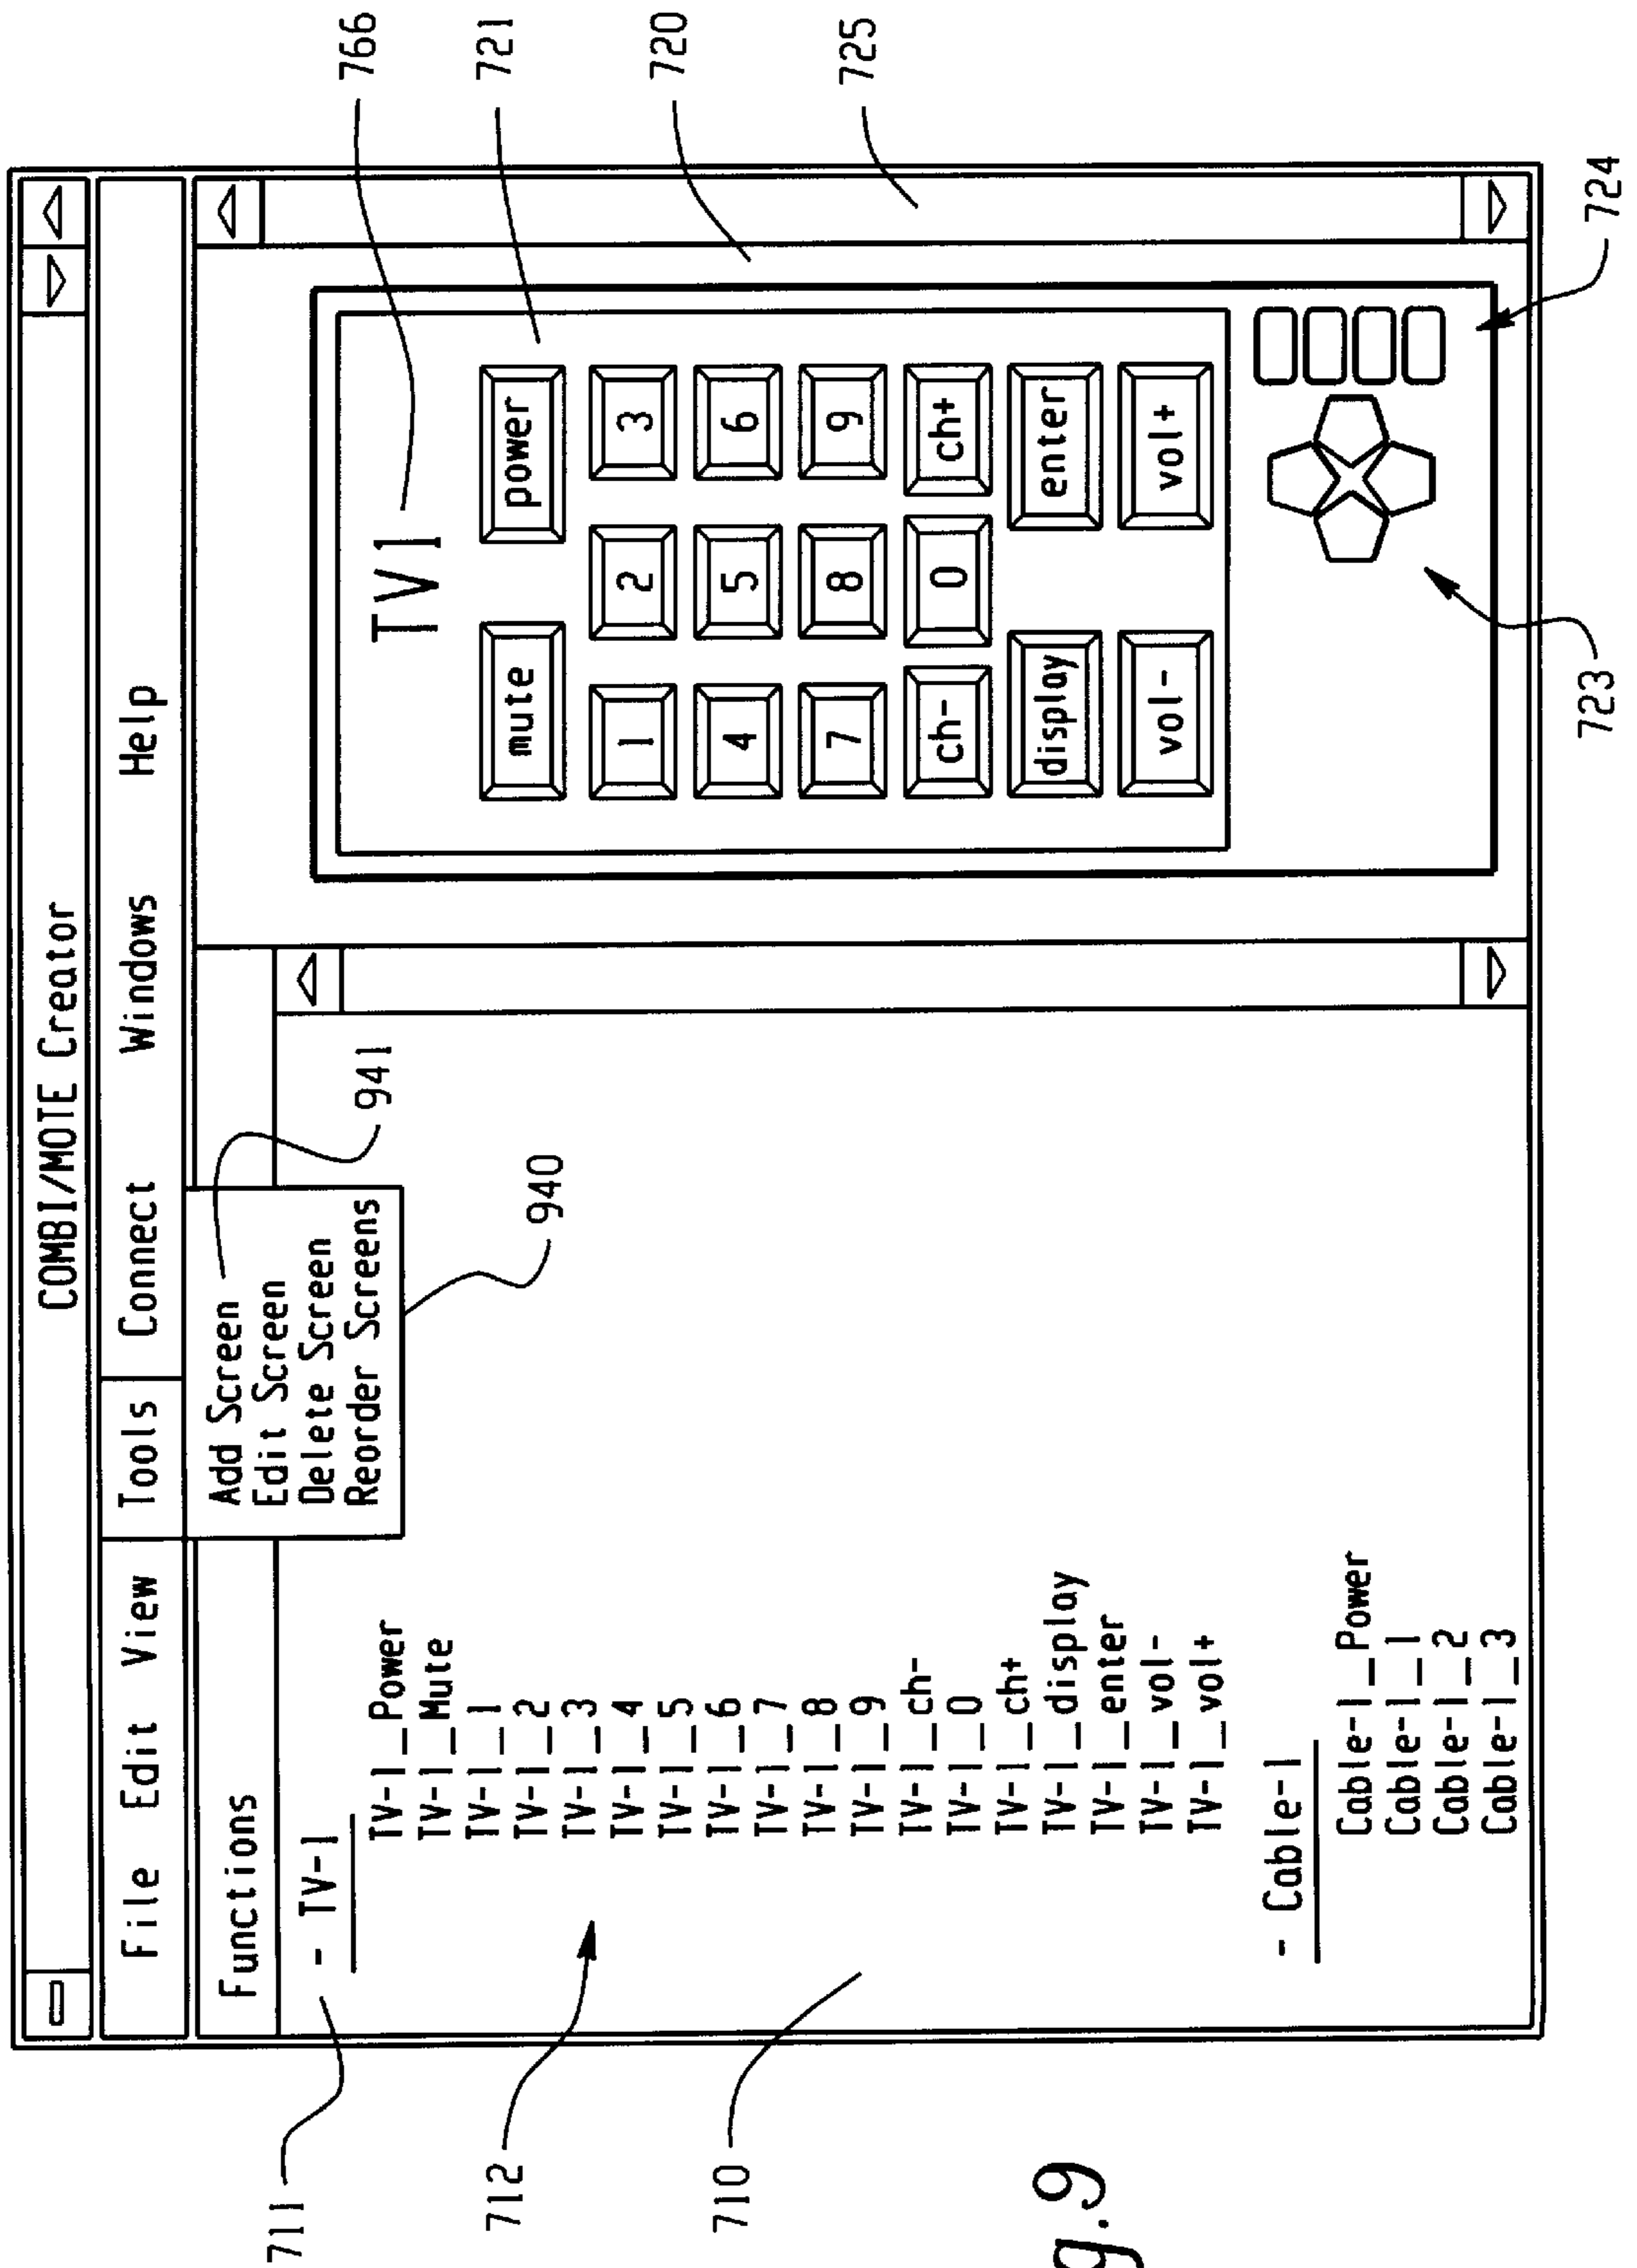 COMBI/MOTE Creator
File Edit View Tools Connect Windows Help
Functions
Add Screen
Edit Screen
Delete Screen
Reorder Screens
941
940
- TV-1
TV-1_Power
TV-1_Mute
TV-1_1
TV-1_2
TV-1_3
TV-1_4
TV-1_5
TV-1_6
TV-1_7
TV-1_8
TV-1_9
TV-1_ch-
TV-1_0
TV-1_ch+
TV-1_display
TV-1_enter
TV-1_vol-
TV-1_vol+
- Cable-1
Cable-1_Power
Cable-1_1
Cable-1_2
Cable-1_3
TV1
mute power
1 2 3
4 5 6
7 8 9
ch- 0 ch+
display enter
vol- vol+
766
721
720
725
724
723
711
712
710
g.9